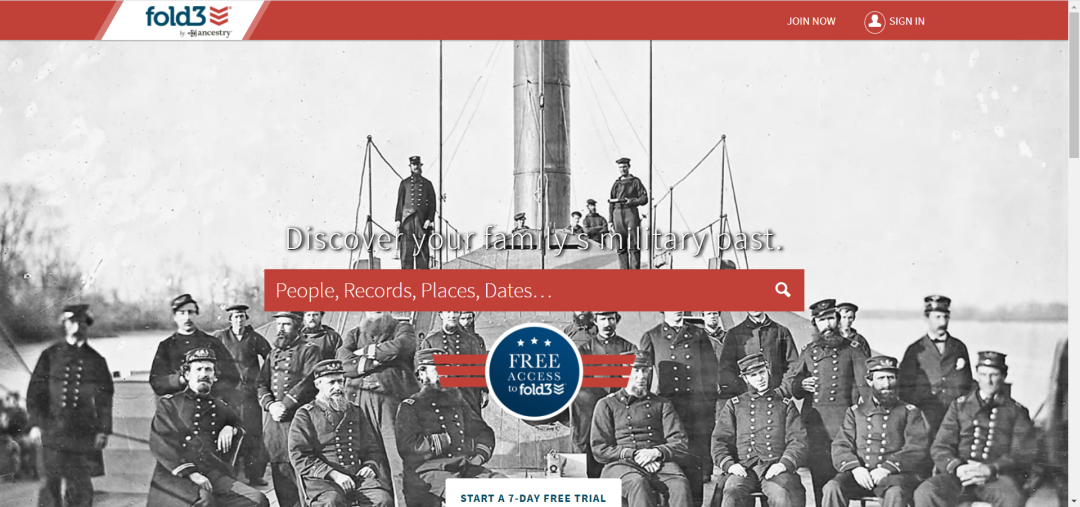 fold3
by ancestry
JOIN NOW
SIGN IN
Discover your family's military past.
People, Records, Places, Dates...
FREE
ACCESS
to fold3
START A 7-DAY FREE TRIAL